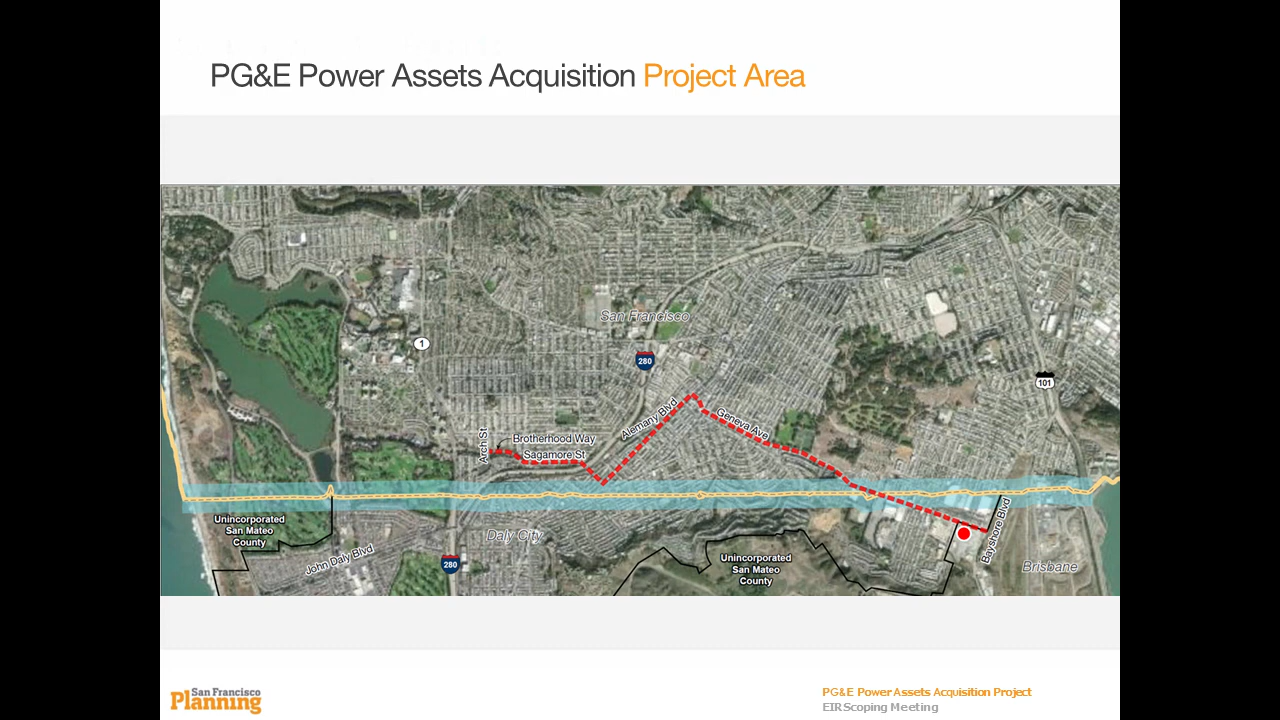 PG&E Power Assets Acquisition Project Area
San Francisco
1
280
101
Alemany Blvd
Geneva Ave
Arch St
Brotherhood Way
Sagamore St
Unincorporated
San Mateo
County
Daly City
John Daly Blvd
280
Unincorporated
San Mateo
County
Bayshore Blvd
Brisbane
San Francisco
Planning
PG&E Power Assets Acquisition Project
EIR Scoping Meeting